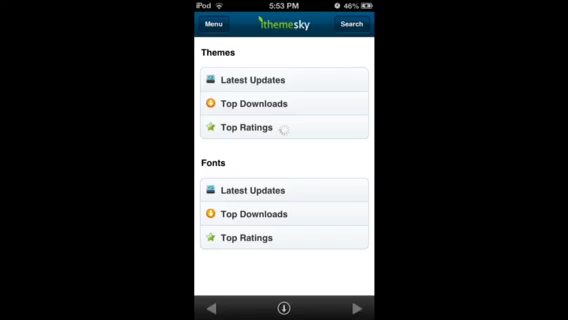 iPod 5:53 PM 46%
Menu ithemesky Search
Themes
Latest Updates
Top Downloads
Top Ratings
Fonts
Latest Updates
Top Downloads
Top Ratings